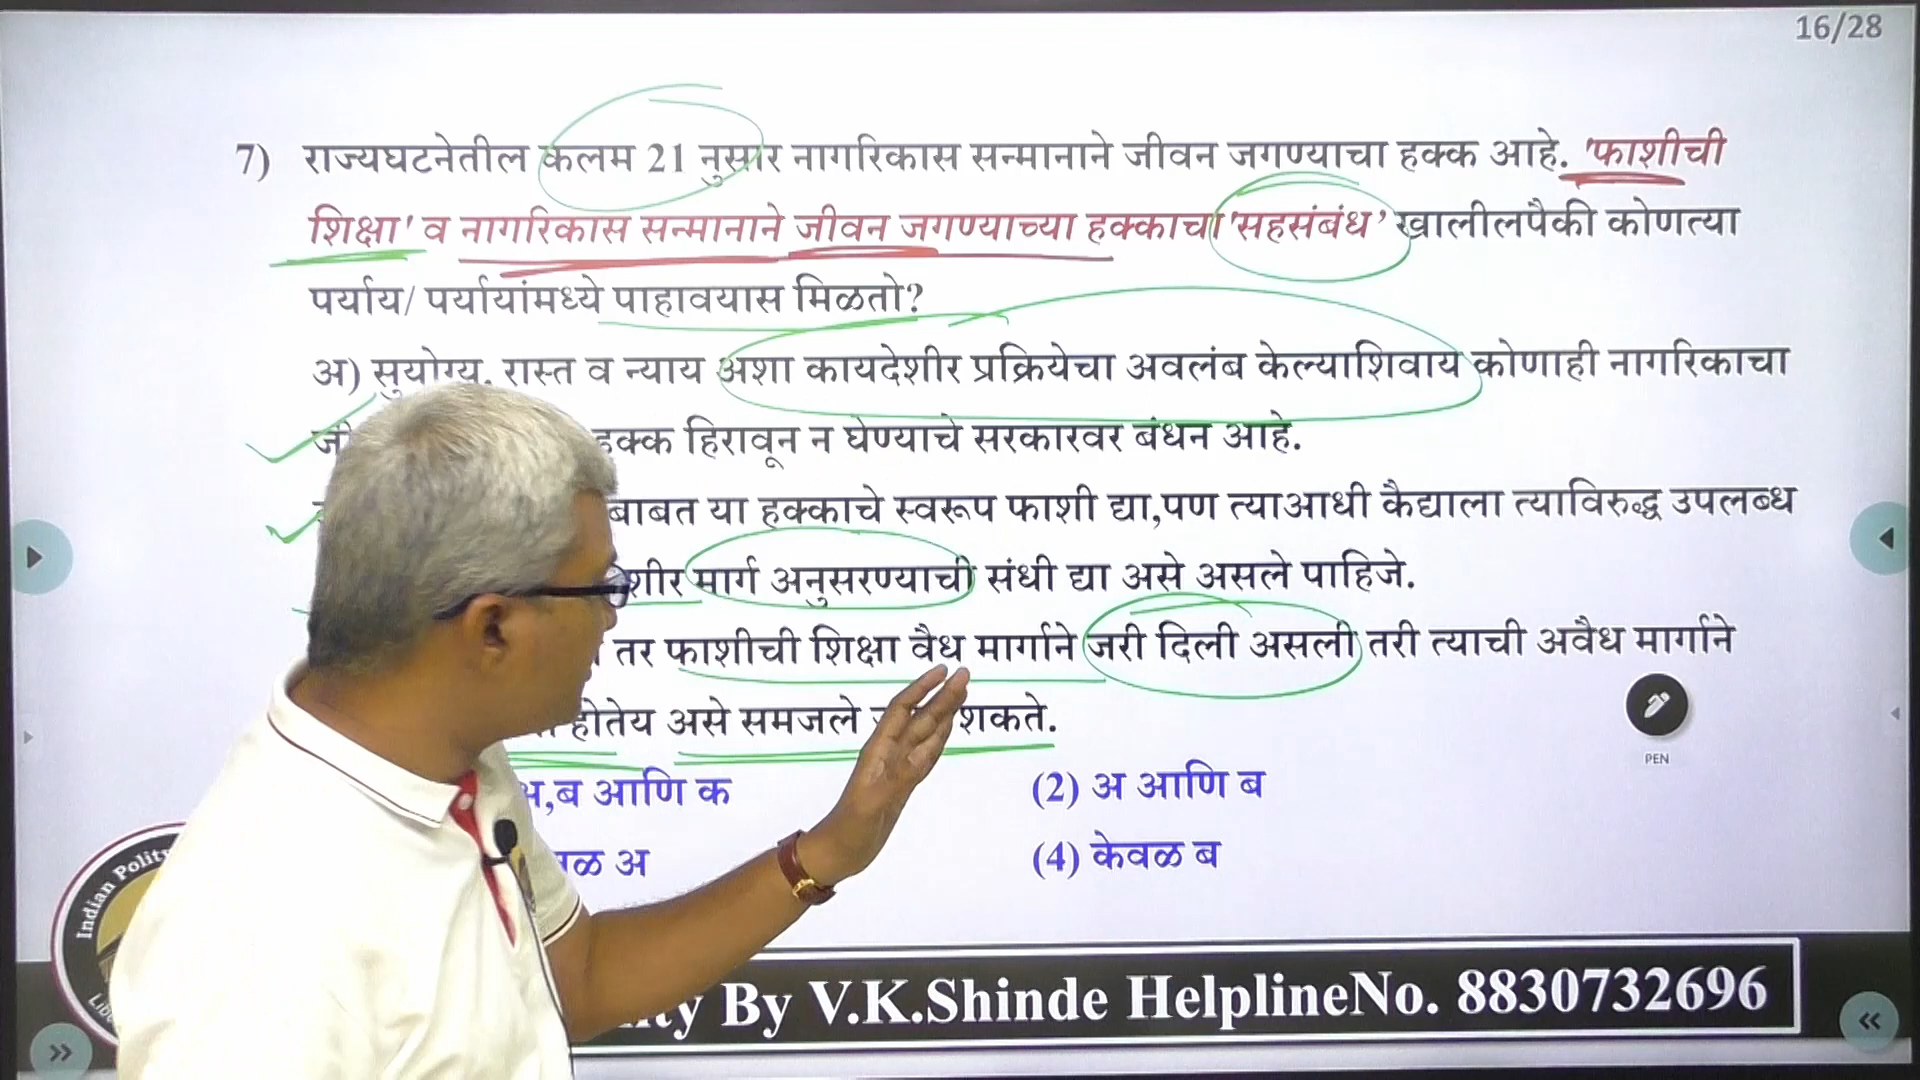 16/28
7) राज्यघटनेतील कलम 21 नुसार नागरिकास सन्मानाने जीवन जगण्याचा हक्क आहे. 'फाशीची
शिक्षा' व नागरिकास सन्मानाने जीवन जगण्याच्या हक्काचा 'सहसंबंध' खालीलपैकी कोणत्या
पर्याय/ पर्यायांमध्ये पाहावयास मिळतो?
अ) सुयोग्य, रास्त व न्याय अशा कायदेशीर प्रक्रियेचा अवलंब केल्याशिवाय कोणाही नागरिकाचा
हक्क हिरावून न घेण्याचे सरकारवर बंधन आहे.
बाबत या हक्काचे स्वरूप फाशी द्या,पण त्याआधी कैद्याला त्याविरुद्ध उपलब्ध
मार्ग अनुसरण्याची संधी द्या असे असले पाहिजे.
तर फाशीची शिक्षा वैध मार्गाने जरी दिली असली तरी त्याची अवैध मार्गाने
होतेय असे समजले शकते.
अ,ब आणि क
(2) अ आणि ब
अ
(4) केवळ ब
PEN
Indian Polity
By V.K.Shinde HelplineNo. 8830732696